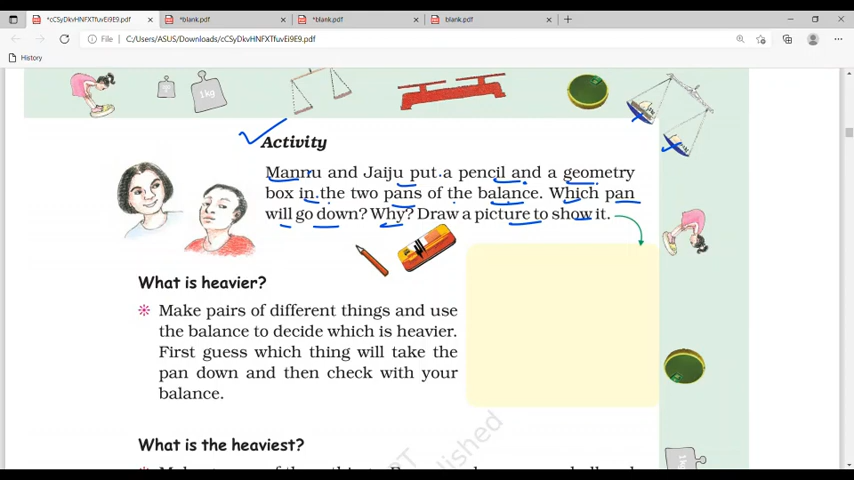 *cCSyDkvHNFXTfuvEi9E9.pdf
*blank.pdf
*blank.pdf
blank.pdf
File
C:/Users/ASUS/Downloads/cCSyDkvHNFXTfuvEi9E9.pdf
History
1kg
Activity
Mannu and Jaiju put a pencil and a geometry
box in the two pans of the balance. Which pan
will go down? Why? Draw a picture to show it.
What is heavier?
Make pairs of different things and use
the balance to decide which is heavier.
First guess which thing will take the
pan down and then check with your
balance.
What is the heaviest?